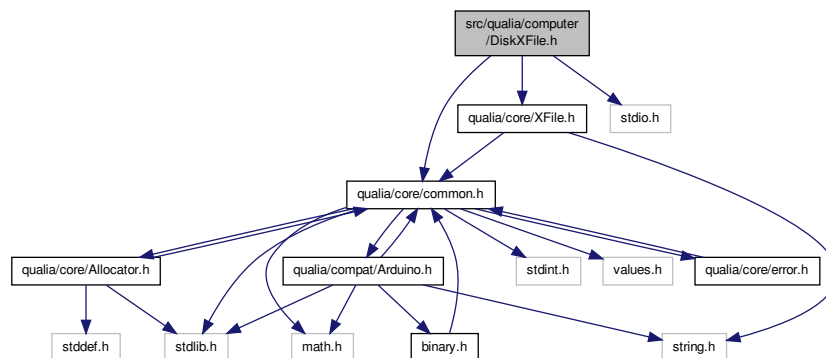 src/qualia/computer
/DiskXFile.h
qualia/core/XFile.h
stdio.h
qualia/core/common.h
qualia/core/Allocator.h
qualia/compat/Arduino.h
stdint.h
values.h
qualia/core/error.h
stddef.h
stdlib.h
math.h
binary.h
string.h